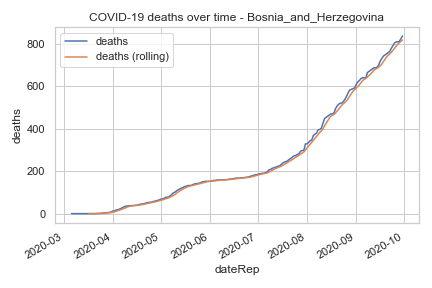 COVID-19 deaths over time - Bosnia_and_Herzegovina
deaths
deaths (rolling)
800
600
400
200
0
deaths
2020-03
2020-04
2020-05
2020-06
2020-07
2020-08
2020-09
2020-10
dateRep